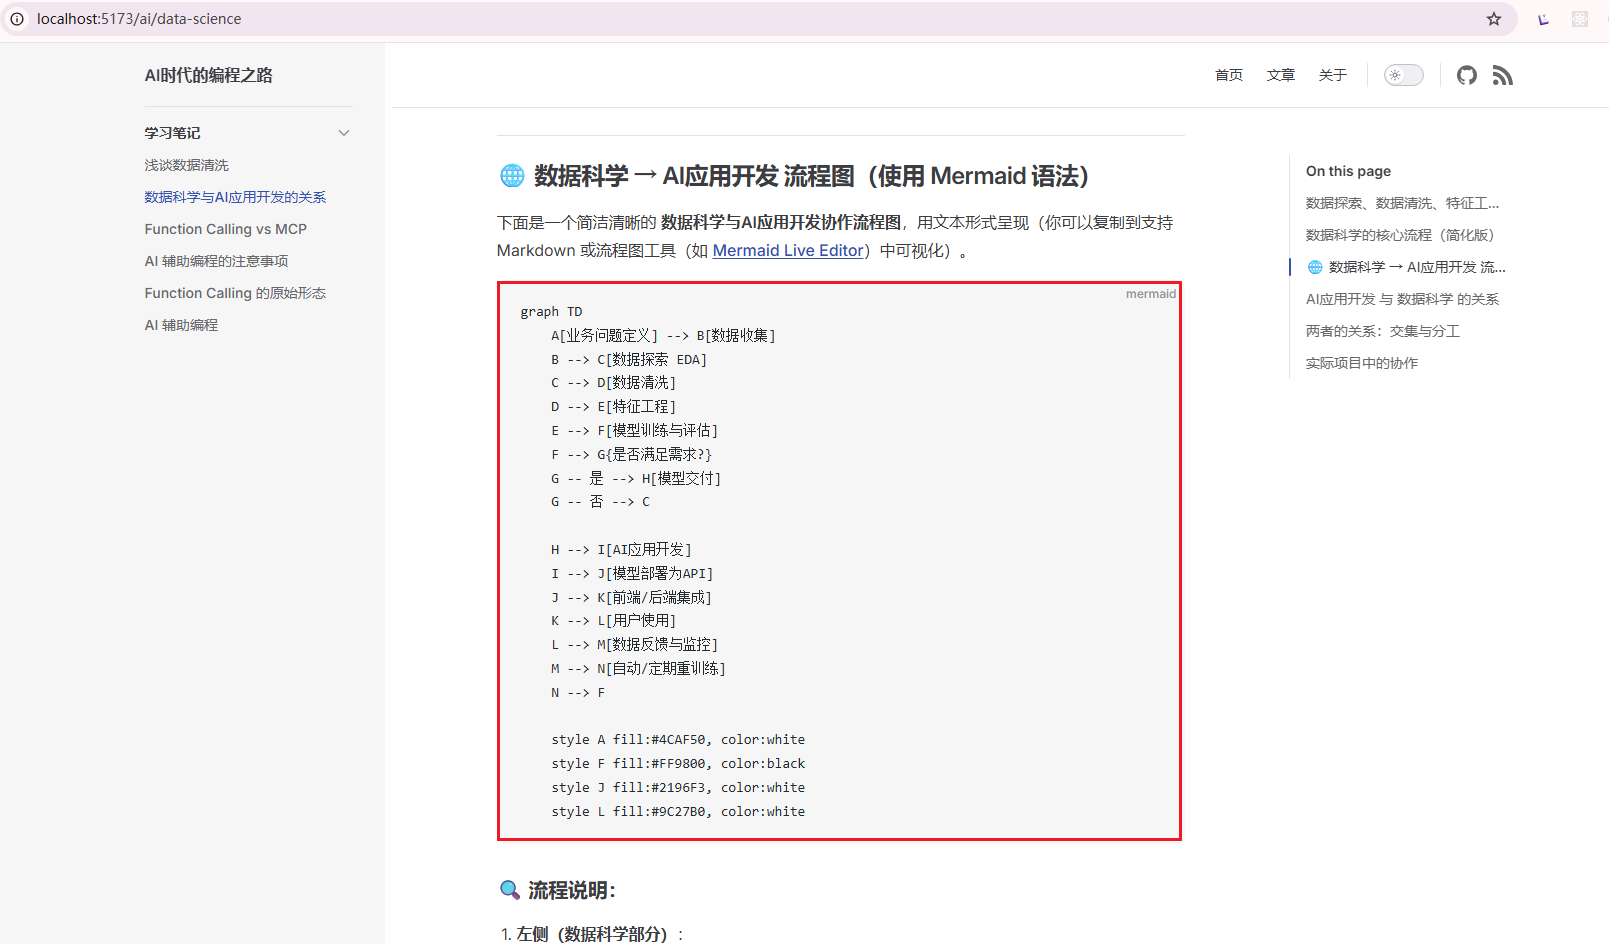 localhost:5173/ai/data-science
AI时代的编程之路
学习笔记
浅谈数据清洗
数据科学与AI应用开发的关系
Function Calling vs MCP
AI 辅助编程的注意事项
Function Calling 的原始形态
AI 辅助编程
首页 文章 关于
🌐 数据科学 → AI应用开发 流程图（使用 Mermaid 语法）
下面是一个简洁清晰的 数据科学与AI应用开发协作流程图，用文本形式呈现（你可以复制到支持
Markdown 或流程图工具（如 Mermaid Live Editor）中可视化）。
mermaid
graph TD
    A[业务问题定义] --> B[数据收集]
    B --> C[数据探索 EDA]
    C --> D[数据清洗]
    D --> E[特征工程]
    E --> F[模型训练与评估]
    F --> G{是否满足需求?}
    G -- 是 --> H[模型交付]
    G -- 否 --> C
    H --> I[AI应用开发]
    I --> J[模型部署为API]
    J --> K[前端/后端集成]
    K --> L[用户使用]
    L --> M[数据反馈与监控]
    M --> N[自动/定期重训练]
    N --> F
    style A fill:#4CAF50, color:white
    style F fill:#FF9800, color:black
    style J fill:#2196F3, color:white
    style L fill:#9C27B0, color:white
🔍 流程说明：
1. 左侧（数据科学部分）：
On this page
数据探索、数据清洗、特征工...
数据科学的核心流程（简化版）
🌐 数据科学 → AI应用开发 流...
AI应用开发 与 数据科学 的关系
两者的关系：交集与分工
实际项目中的协作